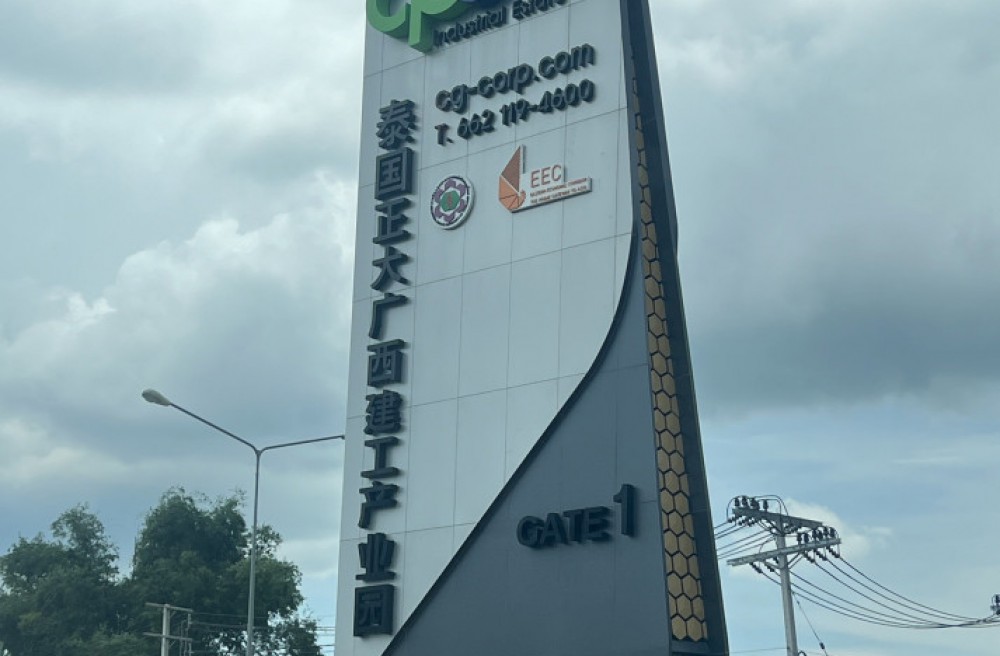 Industrial Estate
cg-corp.com
T. 662 119-4600
EEC
泰国正大广西建工产业园
GATE 1